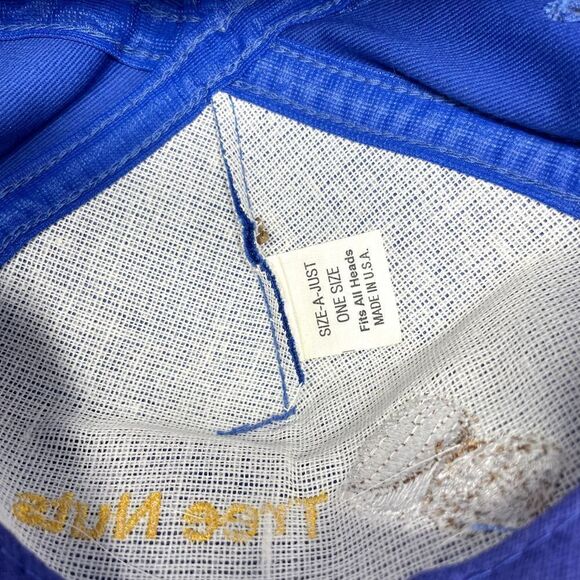 SIZE-A-JUST
ONE SIZE
Fits All Heads
MADE IN U.S.A.
Tree Nuts